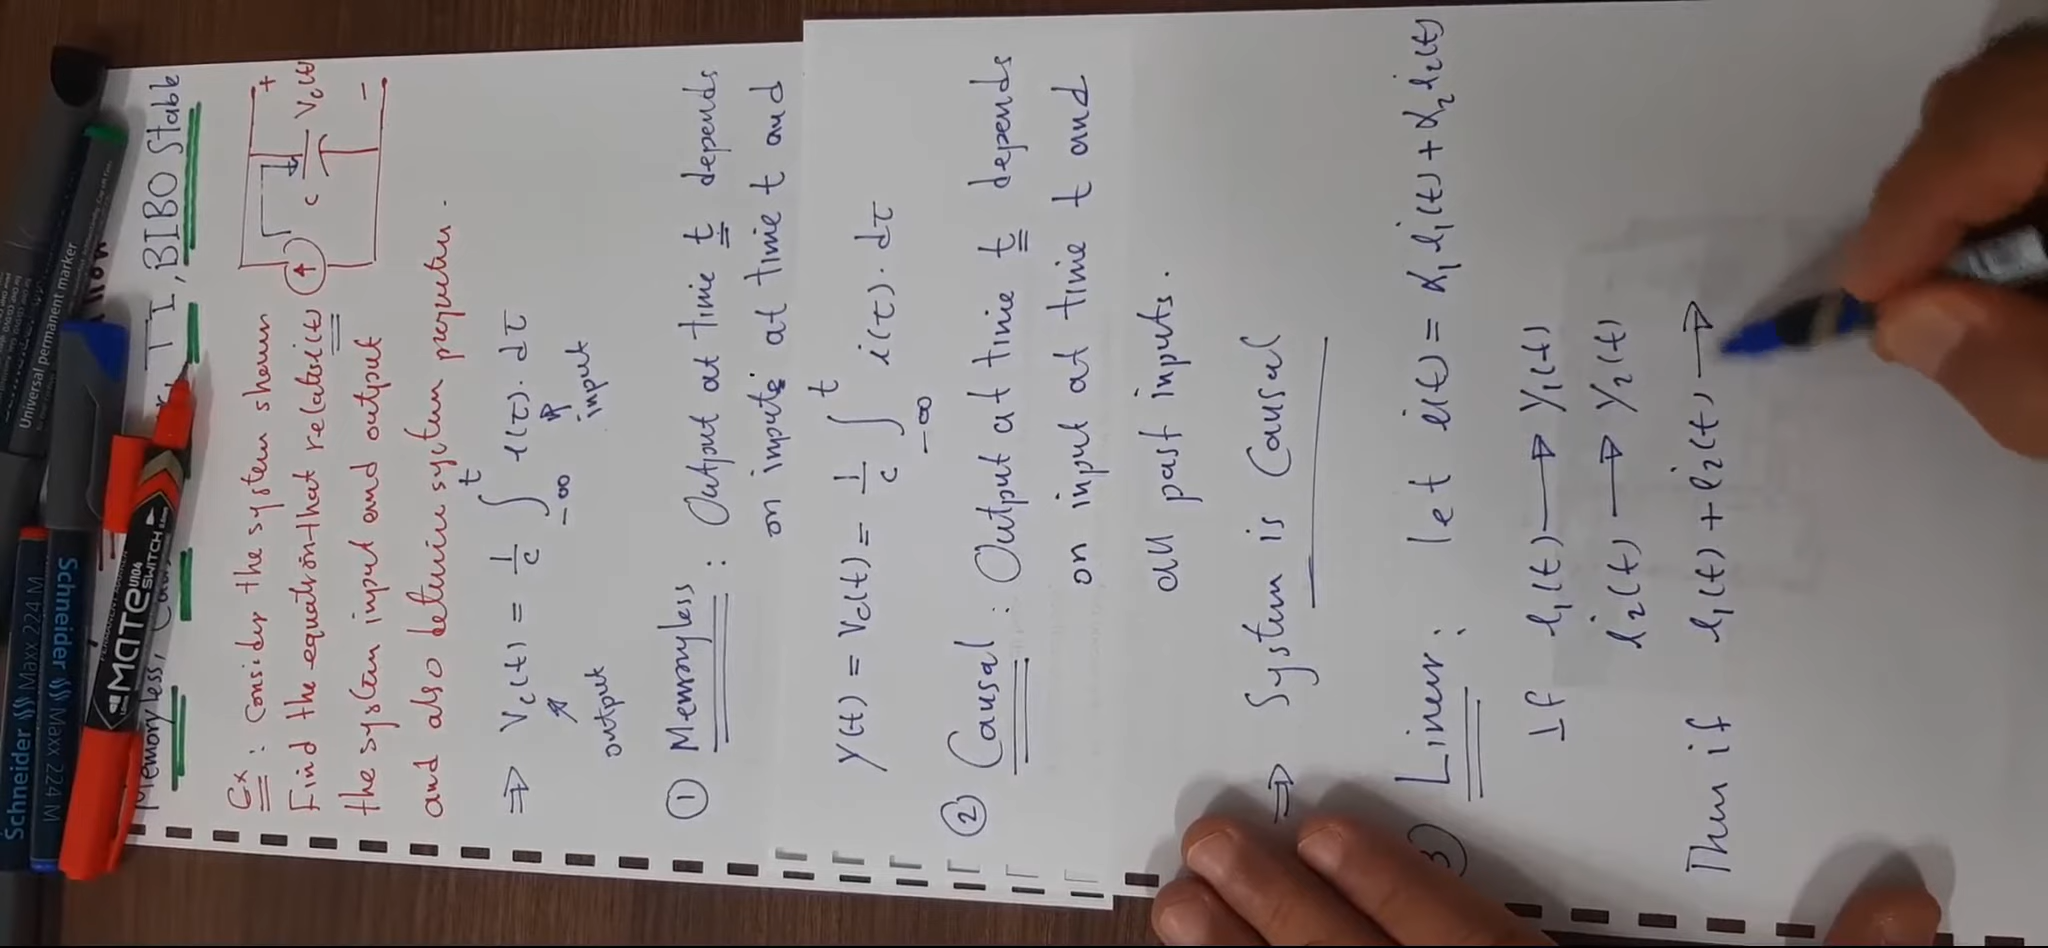 Memoryless, TI, BIBO Stable
Ex: Consider the system shown
Find the equation that relates i(t) c Vc(t) + -
the system input and output
and also determine system properties.
⇒ Vc(t) = 1/c ∫_{-∞}^{t} i(τ).dτ
output input
① Memoryless : Output at time t depends
on inputs at time t and
y(t) = Vc(t) = 1/c ∫_{-∞}^{t} i(τ).dτ
② Causal : Output at time t depends
on input at time t and
all past inputs.
⇒ System is Causal
3) Linear : let i(t) = α₁ i₁(t) + α₂ i₂(t)
If i₁(t) → y₁(t)
i₂(t) → y₂(t)
Then if i₁(t) + i₂(t) →
Schneider Maxx 224 M
Schneider Maxx 224 M
MATE SWITCH
U104
PERMANENT MARKER
Universal permanent marker